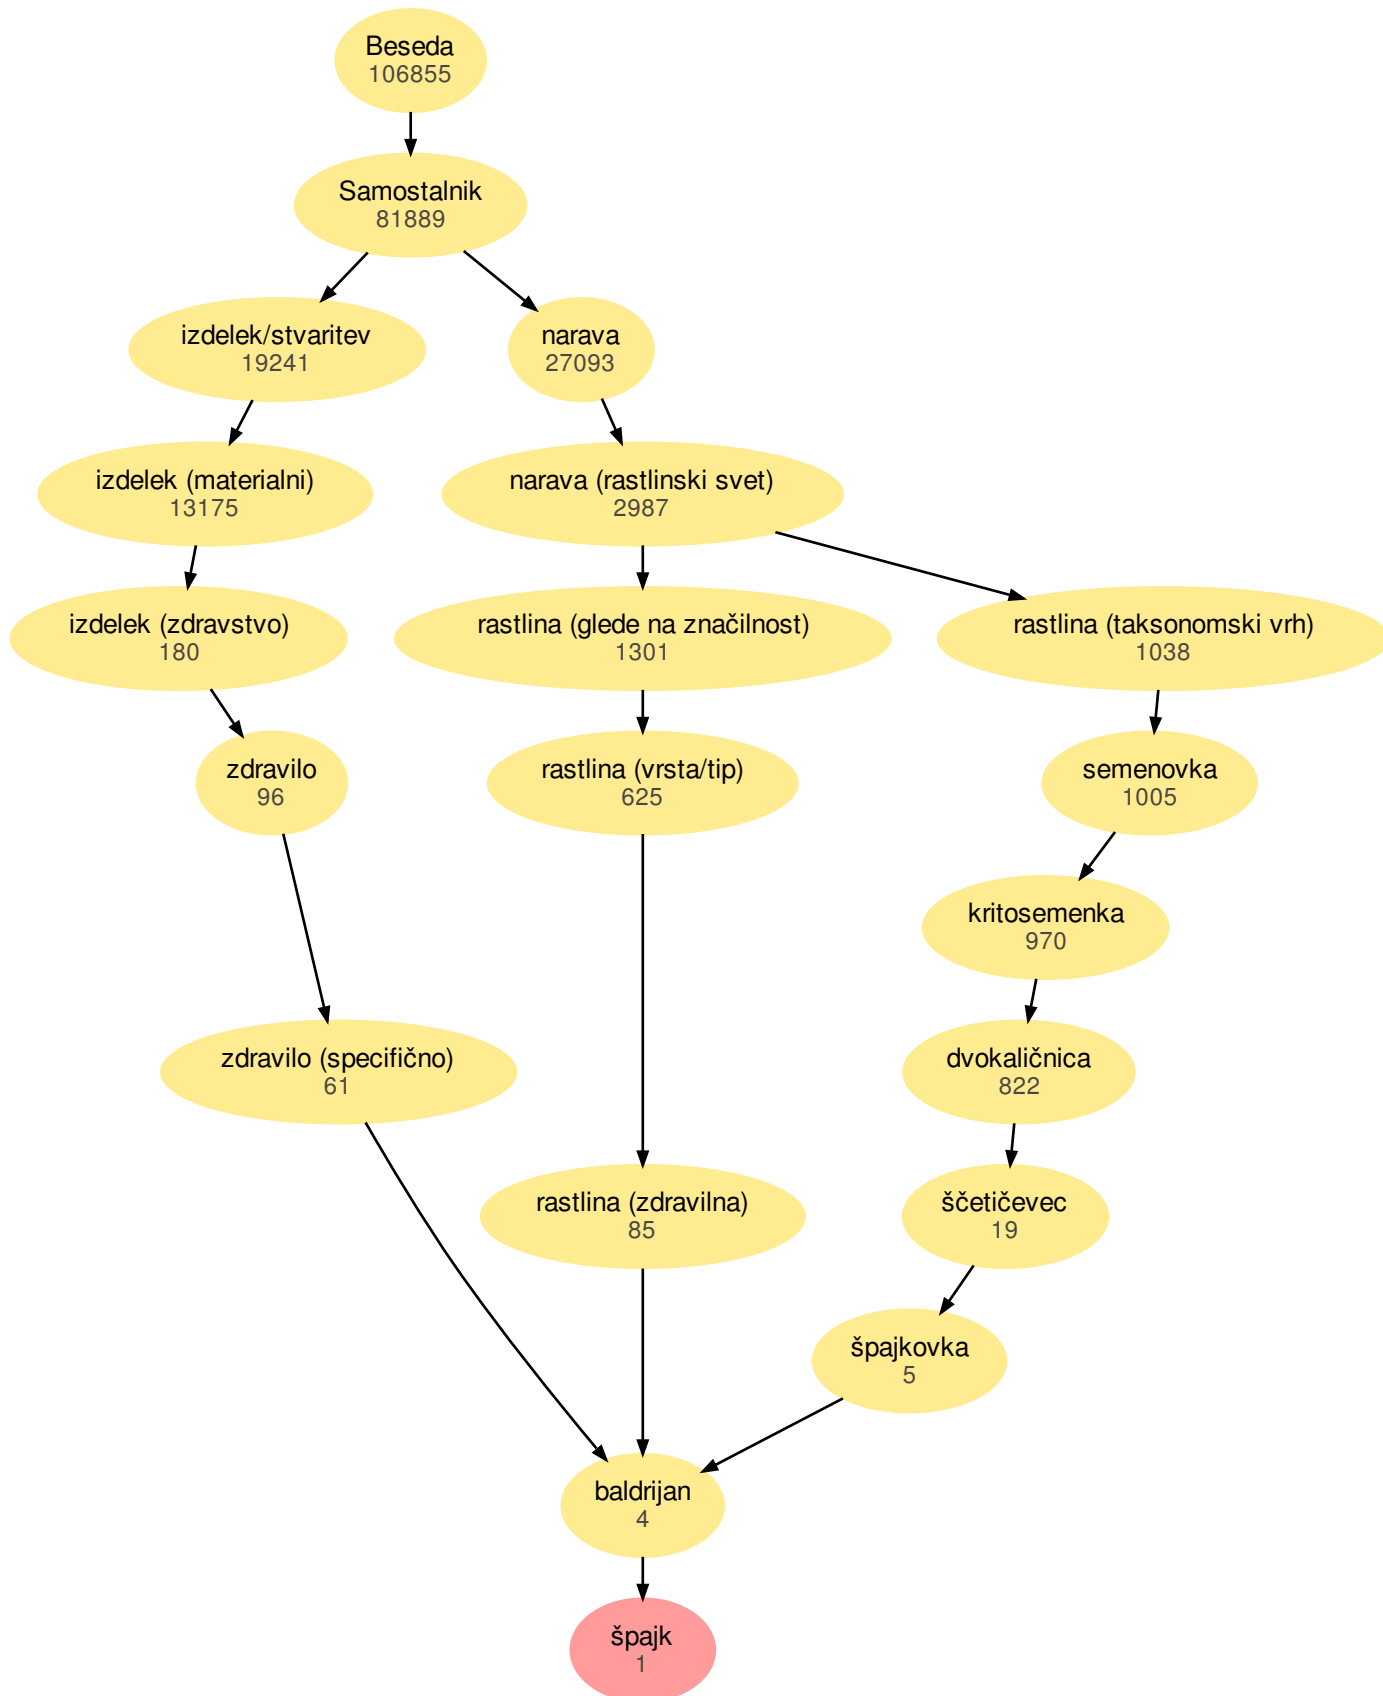 Beseda
106855
Samostalnik
81889
izdelek/stvaritev
19241
narava
27093
izdelek (materialni)
13175
narava (rastlinski svet)
2987
izdelek (zdravstvo)
180
rastlina (glede na značilnost)
1301
rastlina (taksonomski vrh)
1038
zdravilo
96
rastlina (vrsta/tip)
625
semenovka
1005
kritosemenka
970
zdravilo (specifično)
61
dvokaličnica
822
rastlina (zdravilna)
85
ščetičevec
19
špajkovka
5
baldrijan
4
špajk
1